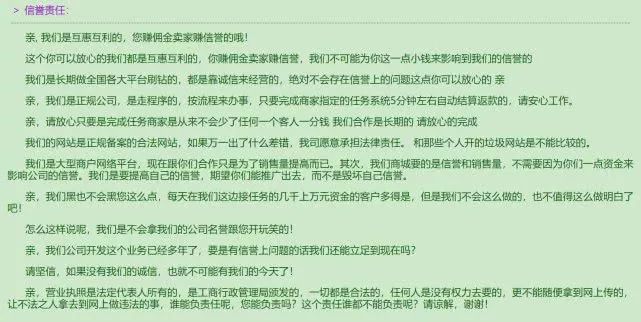 > 信誉责任：
亲, 我们是互惠互利的，您赚佣金卖家赚信誉的哦！
这个你可以放心的我们都是互惠互利的，你赚佣金卖家赚信誉，我们不可能为你这一点小钱来影响到我们的信誉的
我们是长期做全国各大平台刷钻的，都是靠诚信来经营的，绝对不会存在信誉上的问题这点你可以放心的 亲
亲，我们是正规公司，是走程序的，按流程来办事，只要完成商家指定的任务系统5分钟左右自动结算返款的，请安心工作。
亲，请放心只要是完成任务商家是从来不会少了任何一个客人一分钱 我们合作是长期的 请放心的完成
我们的网站是正规备案的合法网站，如果万一出了什么差错，我司愿意承担法律责任。 和那些个人开的垃圾网站是不能比较的。
我们是大型商户网络平台，现在跟你们合作只是为了销售量提高而已。其次，我们商城要的是信誉和销售量，不需要因为你们一点资金来
影响公司的信誉。我们是要提高自己的信誉，期望你们能推广出去，而不是毁坏自己信誉。
亲，我们黑也不会黑您这么点，每天在我们这边接任务的几千上万元资金的客户多得是，但是我们不会这么做的，也不值得这么做明白了
吧！
怎么这样说呢，我们是不会拿我们的公司名誉跟您开玩笑的！
亲，我们公司开发这个业务已经多年了，要是有信誉上问题的话我们还能立足到现在吗？
请坚信，如果没有我们的诚信，也就不可能有我们的今天了！
亲，营业执照是法定代表人所有的，是工商行政管理局颁发的，一切都是合法的，任何人是没有权力去要的，更不能随便拿到网上传的，
让不法之人拿去到网上做违法的事，谁能负责任呢，您能负责吗？这个责任谁都不能负责呢？请谅解，谢谢！